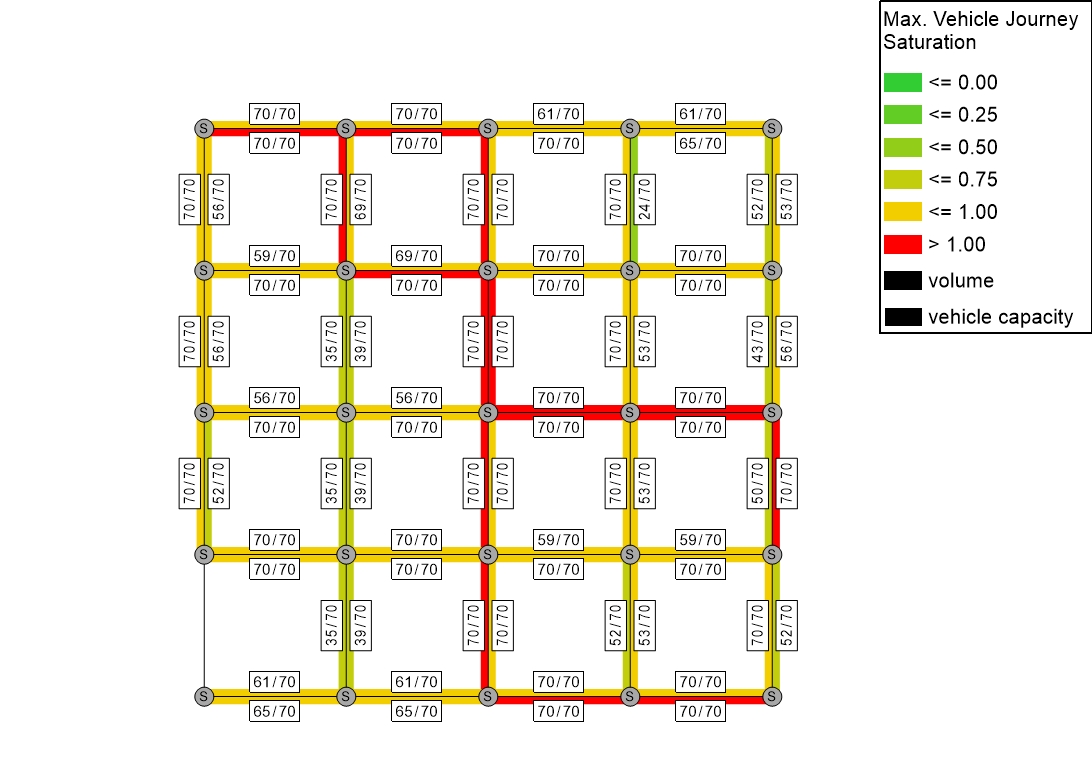 Max. Vehicle Journey
Saturation
<= 0.00
<= 0.25
<= 0.50
<= 0.75
<= 1.00
> 1.00
volume
vehicle capacity
70/70 70/70 61/70 61/70
S S S S S
70/70 70/70 70/70 65/70
70/70 56/70 70/70 69/70 70/70 70/70 70/70 24/70 52/70 53/70
59/70 69/70 70/70 70/70
S S S S S
70/70 70/70 70/70 70/70
70/70 56/70 35/70 39/70 70/70 70/70 70/70 53/70 43/70 56/70
56/70 56/70 70/70 70/70
S S S S S
70/70 70/70 70/70 70/70
70/70 52/70 35/70 39/70 70/70 70/70 70/70 53/70 50/70 70/70
70/70 70/70 59/70 59/70
S S S S S
70/70 70/70 70/70 70/70
35/70 39/70 70/70 70/70 52/70 53/70 70/70 52/70
61/70 61/70 70/70 70/70
S S S S S
65/70 65/70 70/70 70/70